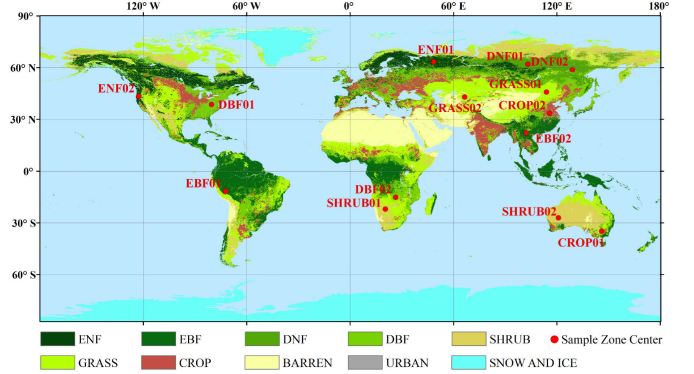 120° W 60° W 0° 60° E 120° E 180°
90°
60° N
30° N
0°
30° S
60° S
ENF01
DNF01
DNF02
ENF02
DBF01
GRASS01
GRASS02
CROP02
EBF02
EBF01
DBF02
SHRUB01
SHRUB02
CROP01
ENF EBF DNF DBF SHRUB Sample Zone Center
GRASS CROP BARREN URBAN SNOW AND ICE